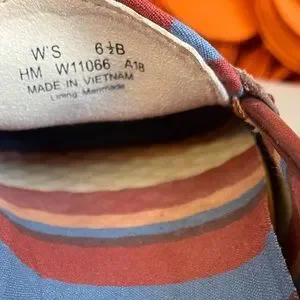 W'S 6½B
HM W11066 A18
MADE IN VIETNAM
Lining: Manmade